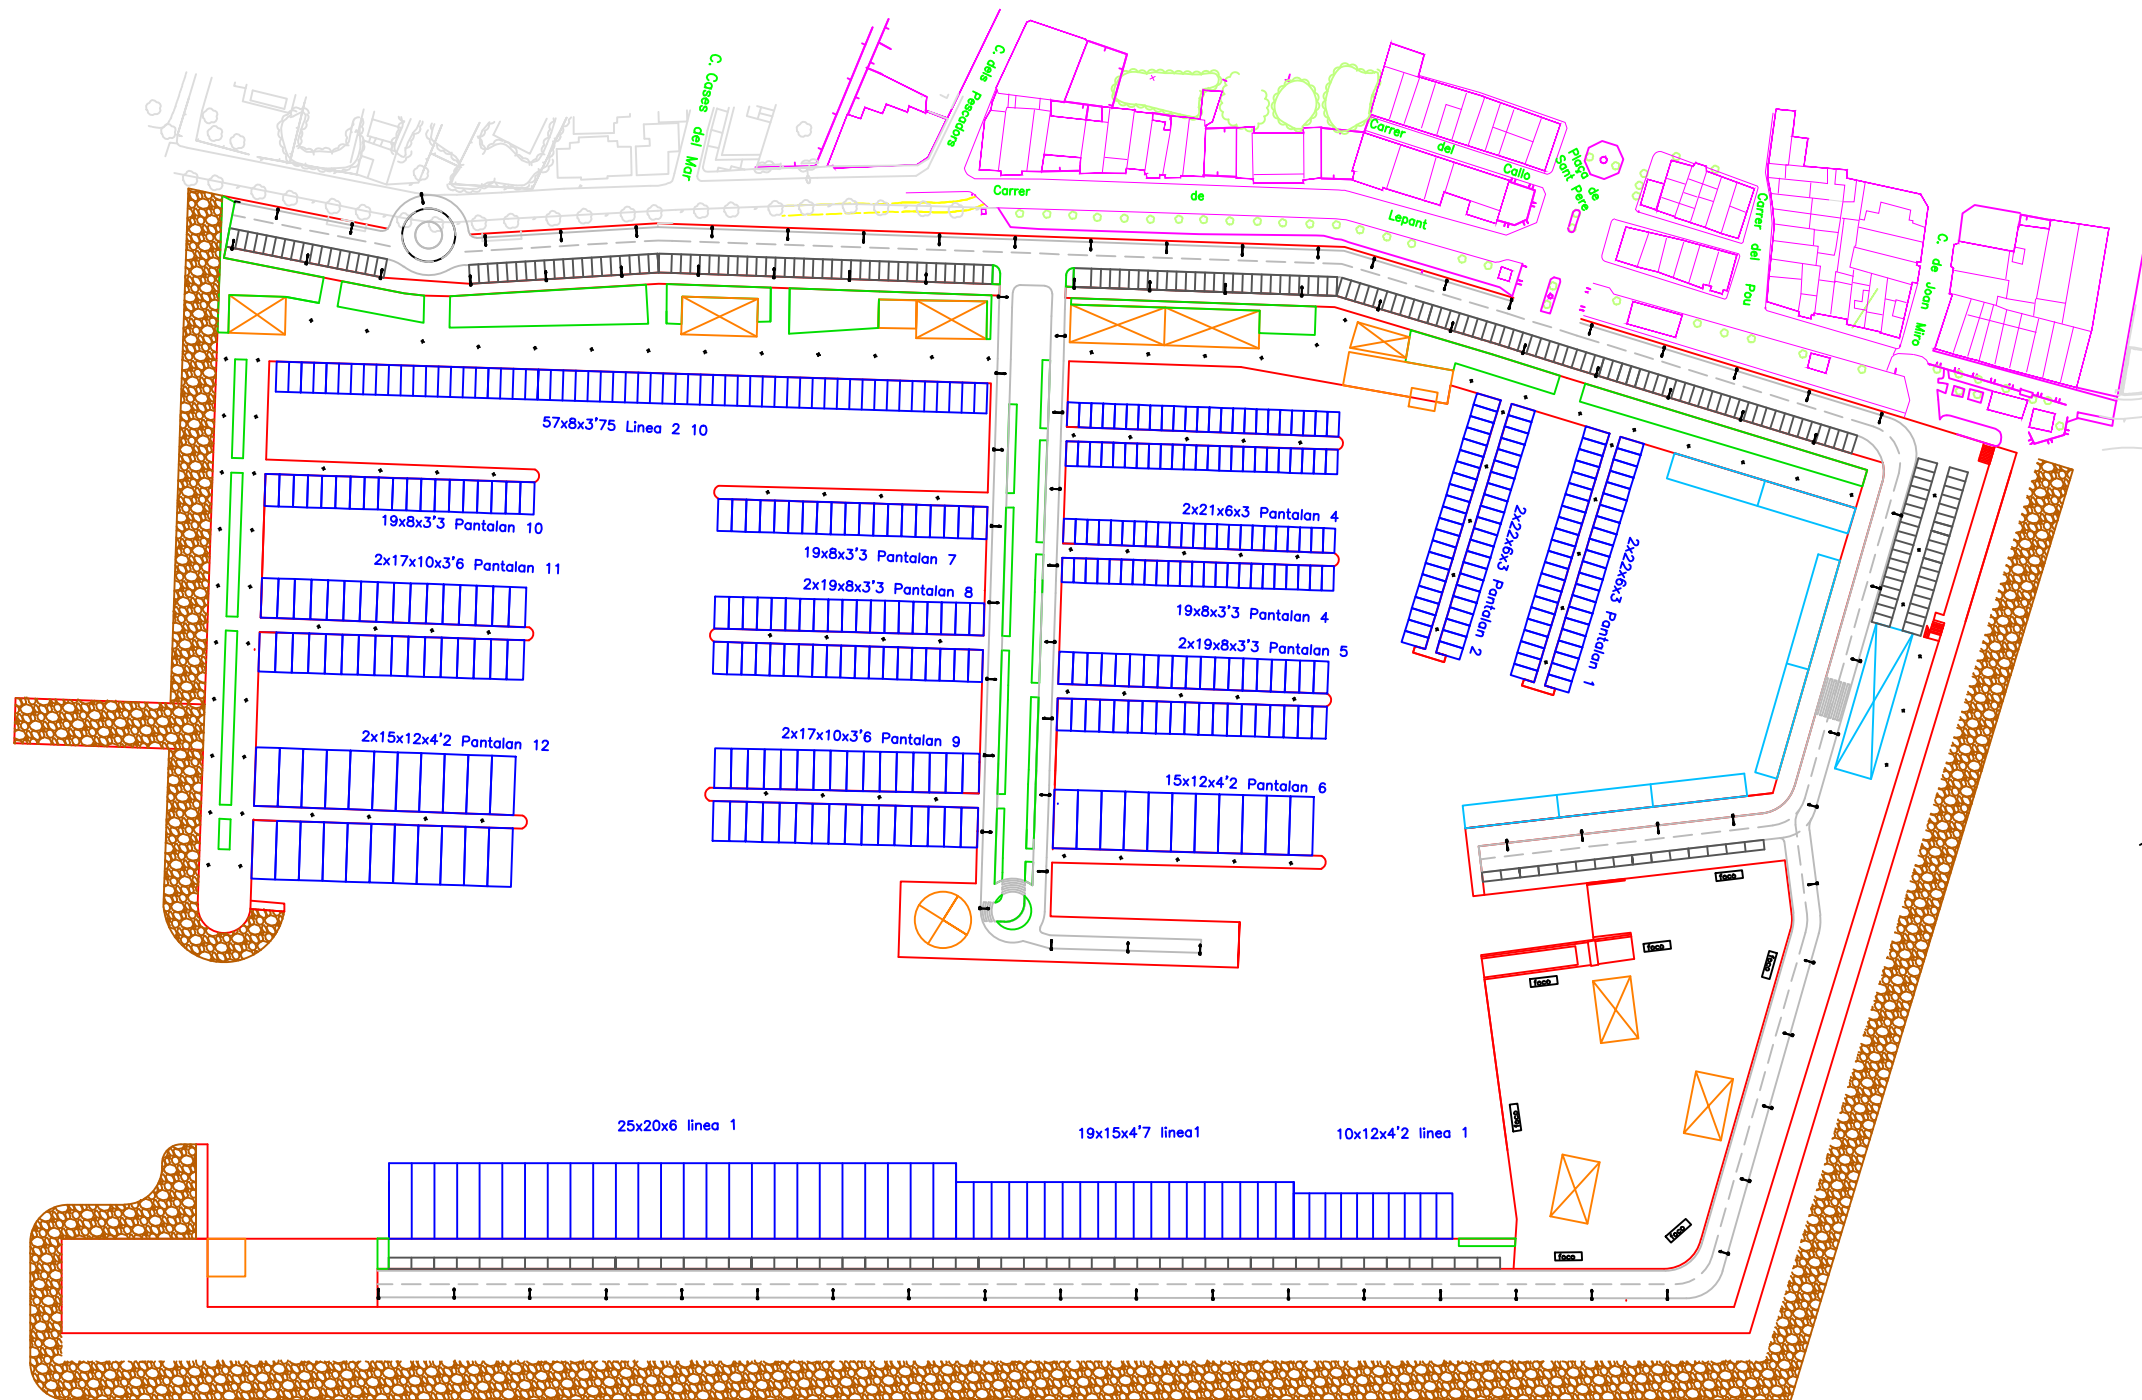 C. Cases del Mar
C. dels Pescadors
Carrer de Lepant
Carrer del Calio
Plaça de
Sant Pere
Carrer del Pou
C. de Joan Miro
57x8x3'75 Linea 2 10
19x8x3'3 Pantalan 10
2x17x10x3'6 Pantalan 11
2x15x12x4'2 Pantalan 12
19x8x3'3 Pantalan 7
2x19x8x3'3 Pantalan 8
2x17x10x3'6 Pantalan 9
2x21x6x3 Pantalan 4
19x8x3'3 Pantalan 4
2x19x8x3'3 Pantalan 5
15x12x4'2 Pantalan 6
2x22x6x3 Pantalan 2
2x22x6x3 Pantalan 1
foco
foco
foco
foco
foco
foco
foco
25x20x6 linea 1
19x15x4'7 linea1
10x12x4'2 linea 1